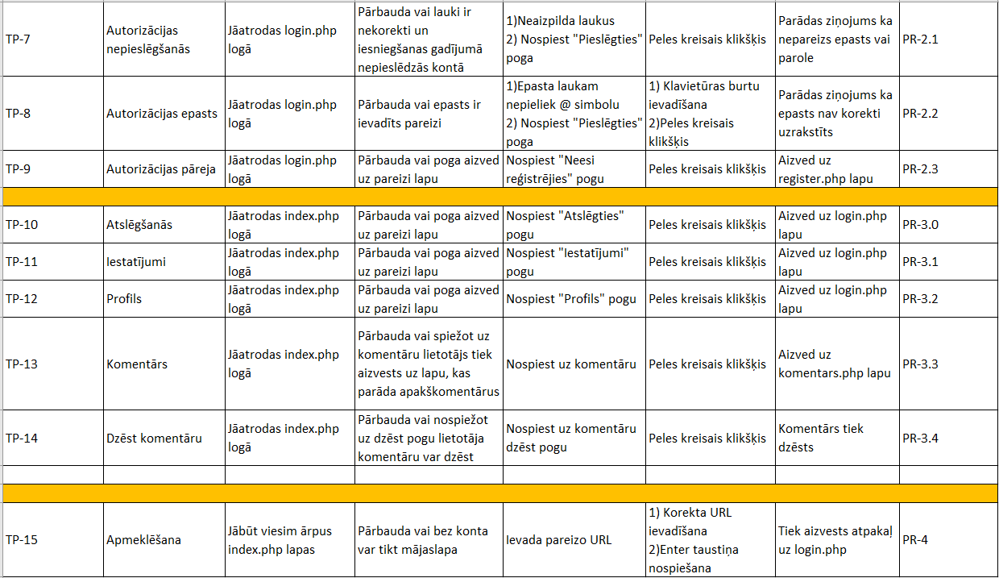 TP-7
Autorizācijas
nepieslēgšanās
Jāatrodas login.php
logā
Pārbauda vai lauki ir
nekorekti un
iesniegšanas gadījumā
nepieslēdzās kontā
1)Neaizpilda laukus
2) Nospiest "Pieslēgties"
poga
Peles kreisais klikšķis
Parādas ziņojums ka
nepareizs epasts vai
parole
PR-2.1
TP-8
Autorizācijas epasts
Jāatrodas login.php
logā
Pārbauda vai epasts ir
ievadīts pareizi
1)Epasta laukam
nepieliek @ simbolu
2) Nospiest "Pieslēgties"
poga
1) Klavietūras burtu
ievadīšana
2)Peles kreisais
klikšķis
Parādas ziņojums ka
epasts nav korekti
uzrakstīts
PR-2.2
TP-9
Autorizācijas pāreja
Jāatrodas login.php
logā
Pārbauda vai poga aizved
uz pareizi lapu
Nospiest "Neesi
reģistrējies" pogu
Peles kreisais klikšķis
Aizved uz
register.php lapu
PR-2.3
TP-10
Atslēgšanās
Jāatrodas index.php
logā
Pārbauda vai poga aizved
uz pareizi lapu
Nospiest "Atslēgties"
pogu
Peles kreisais klikšķis
Aizved uz login.php
lapu
PR-3.0
TP-11
Iestatījumi
Jāatrodas index.php
logā
Pārbauda vai poga aizved
uz pareizi lapu
Nospiest "Iestatījumi"
pogu
Peles kreisais klikšķis
Aizved uz login.php
lapu
PR-3.1
TP-12
Profils
Jāatrodas index.php
logā
Pārbauda vai poga aizved
uz pareizi lapu
Nospiest "Profils" pogu
Peles kreisais klikšķis
Aizved uz login.php
lapu
PR-3.2
TP-13
Komentārs
Jāatrodas index.php
logā
Pārbauda vai spiežot uz
komentāru lietotājs tiek
aizvests uz lapu, kas
parāda apakškomentārus
Nospiest uz komentāru
Peles kreisais klikšķis
Aizved uz
komentars.php lapu
PR-3.3
TP-14
Dzēst komentāru
Jāatrodas index.php
logā
Pārbauda vai nospiežot
uz dzēst pogu lietotāja
komentāru var dzēst
Nospiest uz komentāru
dzēst pogu
Peles kreisais klikšķis
Komentārs tiek
dzēsts
PR-3.4
TP-15
Apmeklēšana
Jābūt viesim ārpus
index.php lapas
Pārbauda vai bez konta
var tikt mājaslapa
Ievada pareizo URL
1) Korekta URL
ievadīšana
2)Enter taustiņa
nospiešana
Tiek aizvests atpakaļ
uz login.php
PR-4